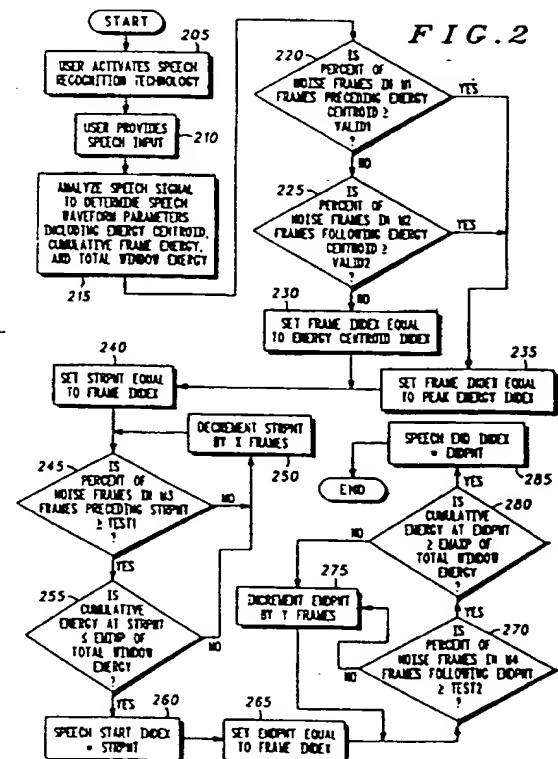 FIG.2
START
205
USER ACTIVATES SPEECH
RECOGNITION TECHNOLOGY
USER PROVIDES
SPEECH INPUT
210
ANALYZE SPEECH SIGNAL
TO DETERMINE SPEECH
WAVEFORM PARAMETERS
INCLUDING ENERGY CENTROID,
CUMULATIVE FRAME ENERGY,
AND TOTAL WINDOW ENERGY
215
220
IS
PERCENT OF
NOISE FRAMES IN M1
FRAMES PRECEDING ENERGY
CENTROID ≥
VALID1
?
YES
NO
225
IS
PERCENT OF
NOISE FRAMES IN M2
FRAMES FOLLOWING ENERGY
CENTROID ≥
VALID2
?
YES
NO
230
SET FRAME INDEX EQUAL
TO ENERGY CENTROID INDEX
235
SET FRAME INDEX EQUAL
TO PEAK ENERGY INDEX
240
SET STRPNT EQUAL
TO FRAME INDEX
DECREMENT STRPNT
BY X FRAMES
250
245
IS
PERCENT OF
NOISE FRAMES IN M3
FRAMES PRECEDING STRPNT
≥ TEST1
?
NO
YES
255
IS
CUMULATIVE
ENERGY AT STRPNT
≤ EMINP OF
TOTAL WINDOW
ENERGY
?
NO
YES
260
SPEECH START INDEX
= STRPNT
265
SET ENDPNT EQUAL
TO FRAME INDEX
270
IS
PERCENT OF
NOISE FRAMES IN M4
FRAMES FOLLOWING ENDPNT
≥ TEST2
?
NO
YES
275
INCREMENT ENDPNT
BY Y FRAMES
280
IS
CUMULATIVE
ENERGY AT ENDPNT
≥ EMAXP OF
TOTAL WINDOW
ENERGY
?
NO
YES
SPEECH END INDEX
= ENDPNT
285
END